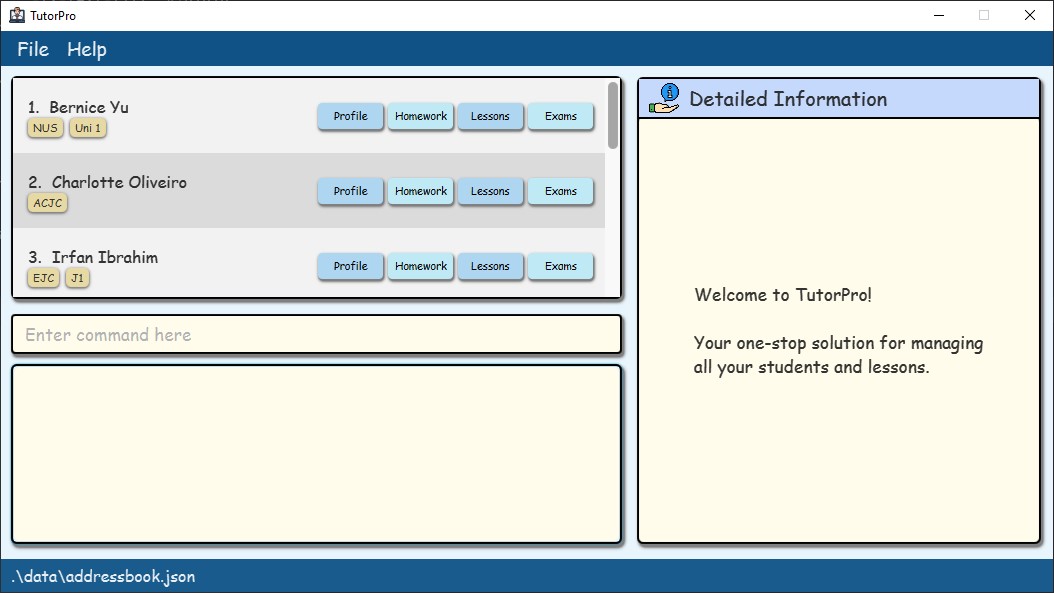 TutorPro
File Help
1. Bernice Yu
NUS Uni 1
Profile Homework Lessons Exams
2. Charlotte Oliveiro
ACJC
Profile Homework Lessons Exams
3. Irfan Ibrahim
EJC J1
Profile Homework Lessons Exams
Enter command here
Detailed Information
Welcome to TutorPro!
Your one-stop solution for managing
all your students and lessons.
.\data\addressbook.json